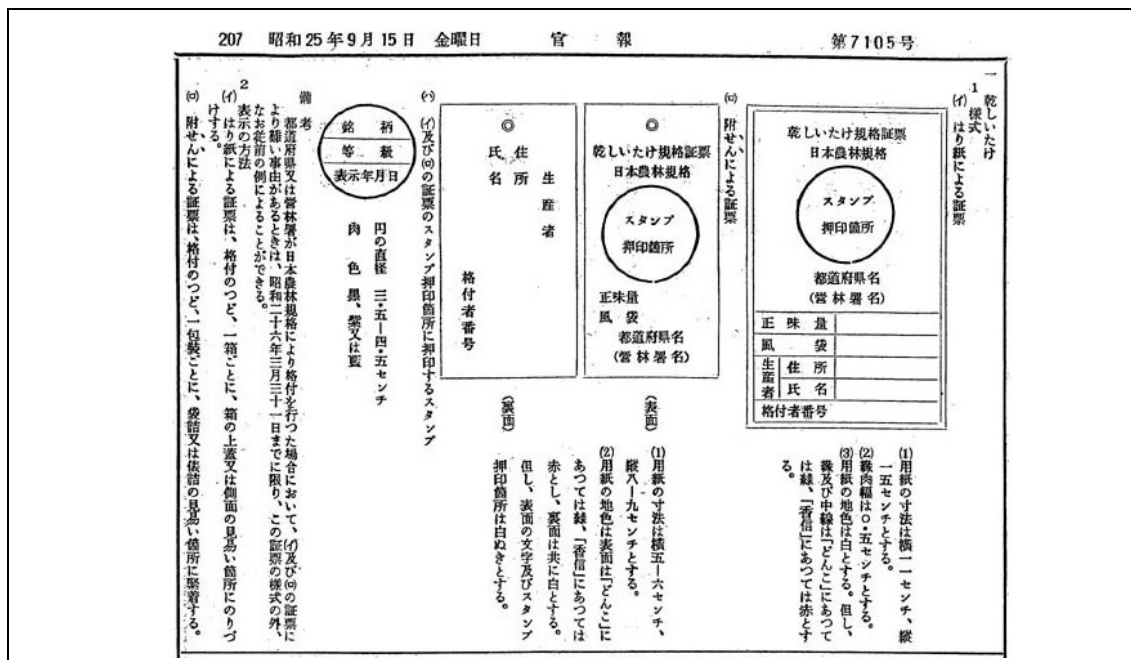 207　昭和25年9月15日　金曜日　官　報　第7105号
一　乾しいたけ
1　様式
(イ)　はり紙による証票
乾しいたけ規格証票
日本農林規格
スタンプ
押印箇所
都道府県名
(営林署名)
正味量
風袋
生産者　住所
氏名
格付者番号
(1)用紙の寸法は横一一センチ、縦
一五センチとする。
(2)縁肉幅は〇・五センチとする。
(3)用紙の地色は白とする。但し、
縁及び中線は「どんこ」にあつて
は緑、「香信」にあつては赤とす
る。
(ロ)　附せんによる証票
◎
乾しいたけ規格証票
日本農林規格
スタンプ
押印箇所
正味量
風袋
都道府県名
(営林署名)
(表面)
◎
生産者
住所
氏名
格付者番号
(裏面)
(1)用紙の寸法は横五―六センチ、
縦八―九センチとする。
(2)用紙の地色は表面は「どんこ」に
あつては緑、「香信」にあつては
赤とし、裏面は共に白とする。
但し、表面の文字及びスタンプ
押印箇所は白ぬきとする。
(ハ)　(イ)及び(ロ)の証票のスタンプ押印箇所に押印するスタンプ
銘柄
等級
表示年月日
円の直径　三・五―四・五センチ
肉色　黒、紫又は藍
備考
都道府県又は営林署が日本農林規格により格付を行つた場合において、(イ)及び(ロ)の証票に
より難い事由があるときは、昭和二十六年三月三十一日までに限り、この証票の様式の外、
なお従前の例によることができる。
2　表示の方法
(イ)　はり紙による証票は、格付のつど、一箱ごとに、箱の上蓋又は側面の見易い箇所にのりづ
けする。
(ロ)　附せんによる証票は、格付のつど、一包装ごとに、袋詰又は俵詰の見易い箇所に緊着する。